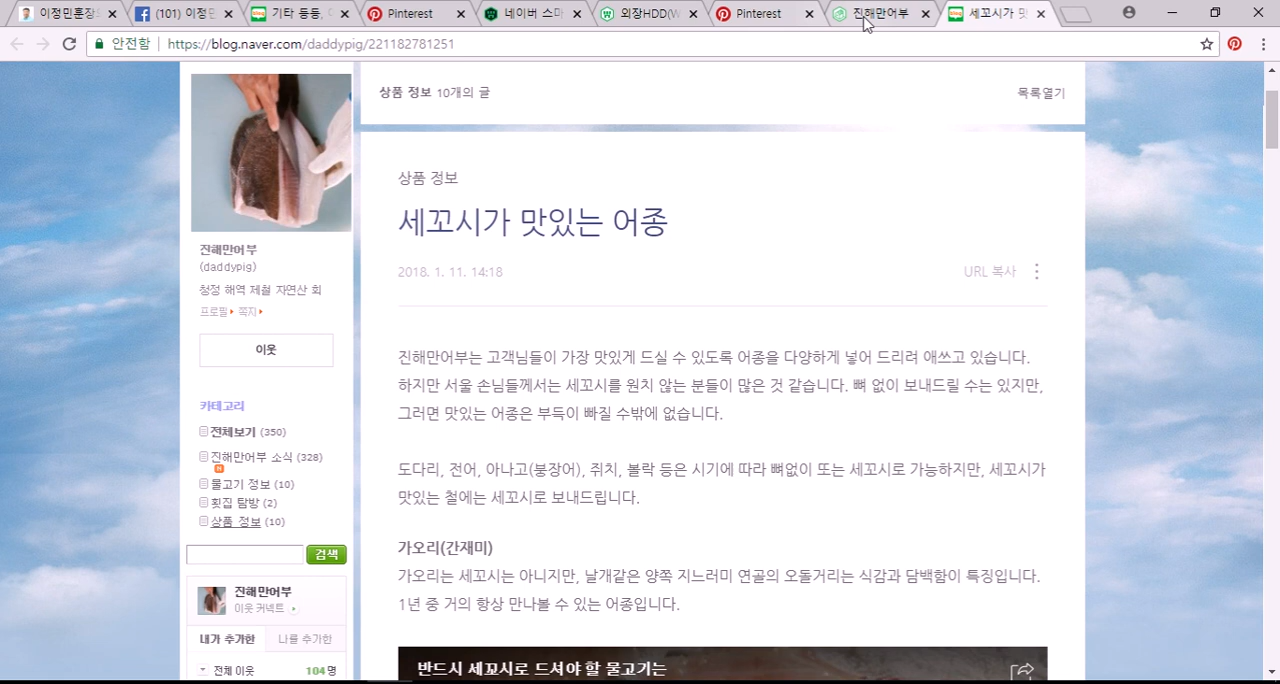 이정민훈장
(101) 이정민
기타 등등,
Pinterest
네이버 스마
외장HDD(W
Pinterest
진해만어부
세꼬시가 맛
안전함
https://blog.naver.com/daddypig/221182781251
상품 정보 10개의 글
목록열기
상품 정보
세꼬시가 맛있는 어종
2018. 1. 11. 14:18
URL 복사
진해만어부는 고객님들이 가장 맛있게 드실 수 있도록 어종을 다양하게 넣어 드리려 애쓰고 있습니다.
하지만 서울 손님들께서는 세꼬시를 원치 않는 분들이 많은 것 같습니다. 뼈 없이 보내드릴 수는 있지만,
그러면 맛있는 어종은 부득이 빠질 수밖에 없습니다.
도다리, 전어, 아나고(붕장어), 쥐치, 볼락 등은 시기에 따라 뼈없이 또는 세꼬시로 가능하지만, 세꼬시가
맛있는 철에는 세꼬시로 보내드립니다.
가오리(간재미)
가오리는 세꼬시는 아니지만, 날개같은 양쪽 지느러미 연골의 오돌거리는 식감과 담백함이 특징입니다.
1년 중 거의 항상 만나볼 수 있는 어종입니다.
반드시 세꼬시로 드셔야 할 물고기는
진해만어부
(daddypig)
청정 해역 제철 자연산 회
프로필 쪽지
이웃
카테고리
전체보기 (350)
진해만어부 소식 (328)
N
물고기 정보 (10)
횟집 탐방 (2)
상품 정보 (10)
검색
진해만어부
이웃 커넥트
내가 추가한
나를 추가한
전체 이웃 104명